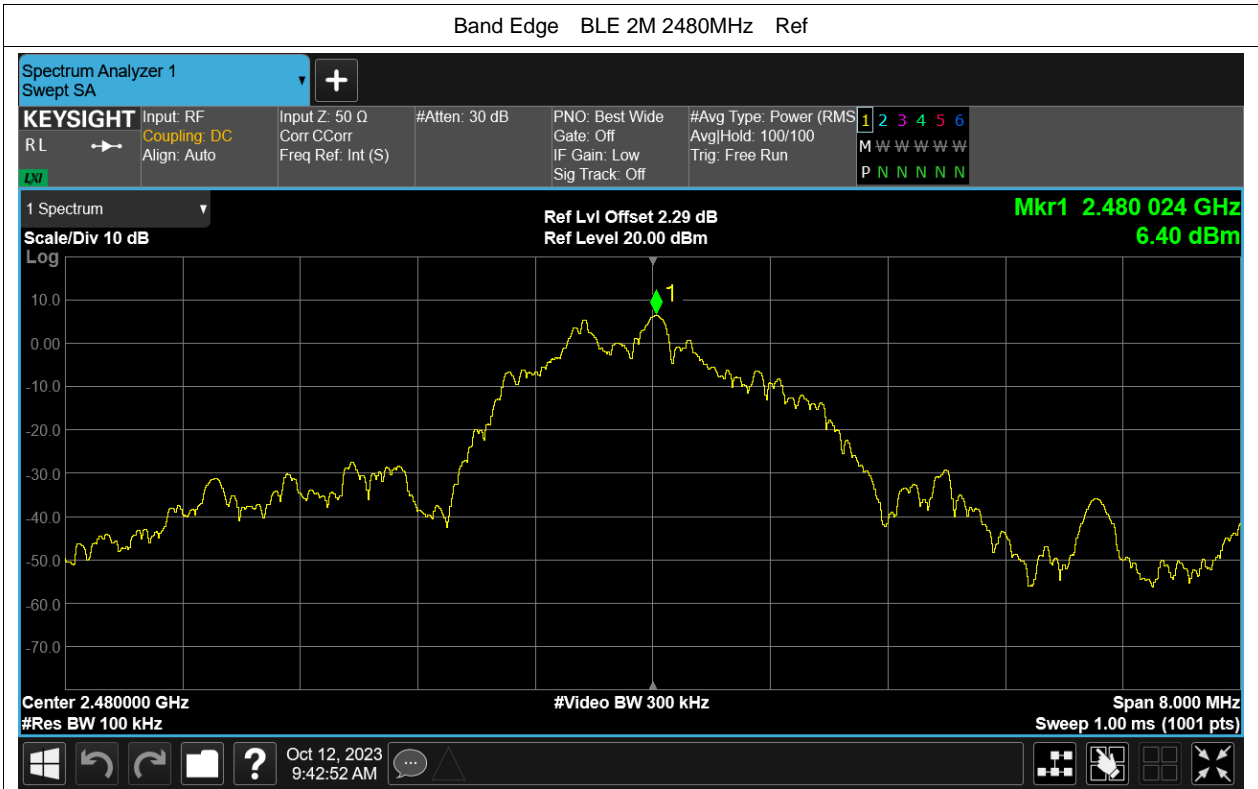 Band Edge BLE 2M 2480MHz Ref
Spectrum Analyzer 1
Swept SA
KEYSIGHT
RL
LXI
Input: RF
Coupling: DC
Align: Auto
Input Z: 50 Ω
Corr CCorr
Freq Ref: Int (S)
#Atten: 30 dB
PNO: Best Wide
Gate: Off
IF Gain: Low
Sig Track: Off
#Avg Type: Power (RMS
Avg|Hold: 100/100
Trig: Free Run
1 2 3 4 5 6
M W W W W W
P N N N N N
1 Spectrum
Scale/Div 10 dB
Ref Lvl Offset 2.29 dB
Ref Level 20.00 dBm
Mkr1 2.480 024 GHz
6.40 dBm
Log
1
10.0
0.00
-10.0
-20.0
-30.0
-40.0
-50.0
-60.0
-70.0
Center 2.480000 GHz
#Video BW 300 kHz
Span 8.000 MHz
#Res BW 100 kHz
Sweep 1.00 ms (1001 pts)
?
Oct 12, 2023
9:42:52 AM